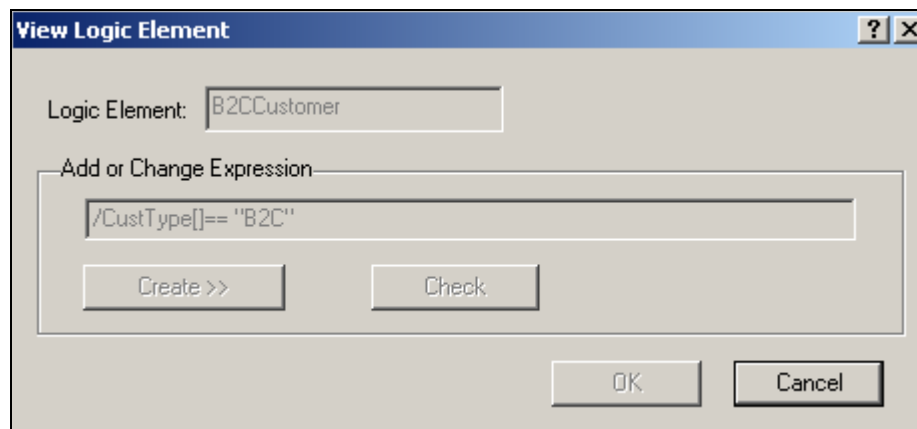 View Logic Element
Logic Element: B2CCustomer
Add or Change Expression
/CustType[]== "B2C"
Create >> Check
OK Cancel